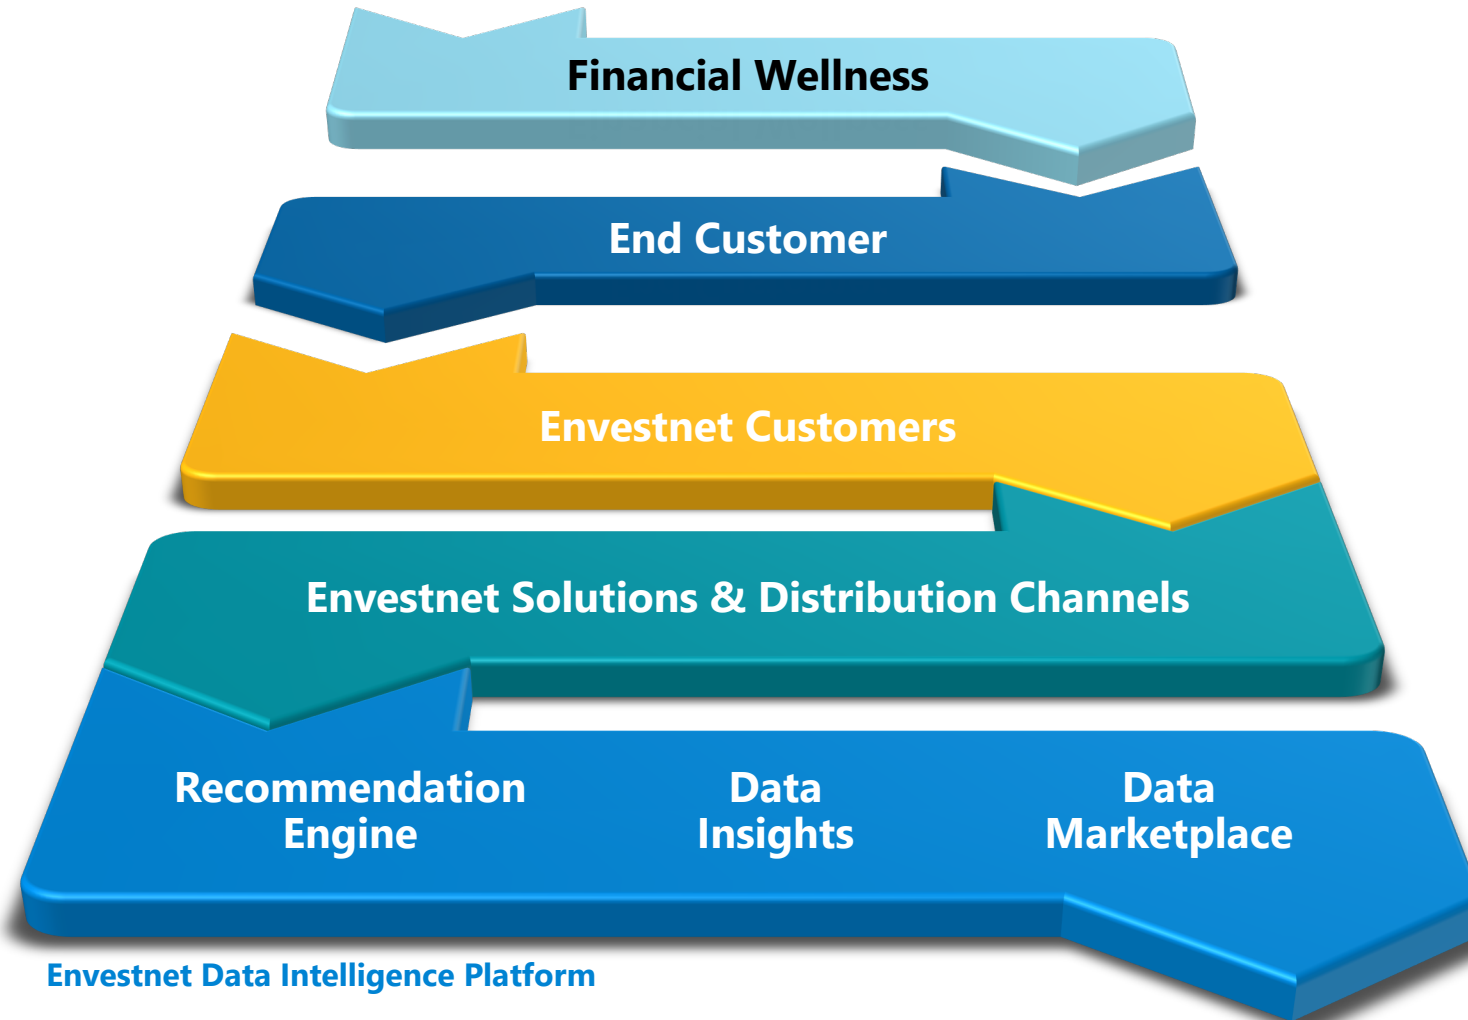 Financial Wellness
End Customer
Envestnet Customers
Envestnet Solutions & Distribution Channels
Recommendation
Engine
Data
Insights
Data
Marketplace
Envestnet Data Intelligence Platform